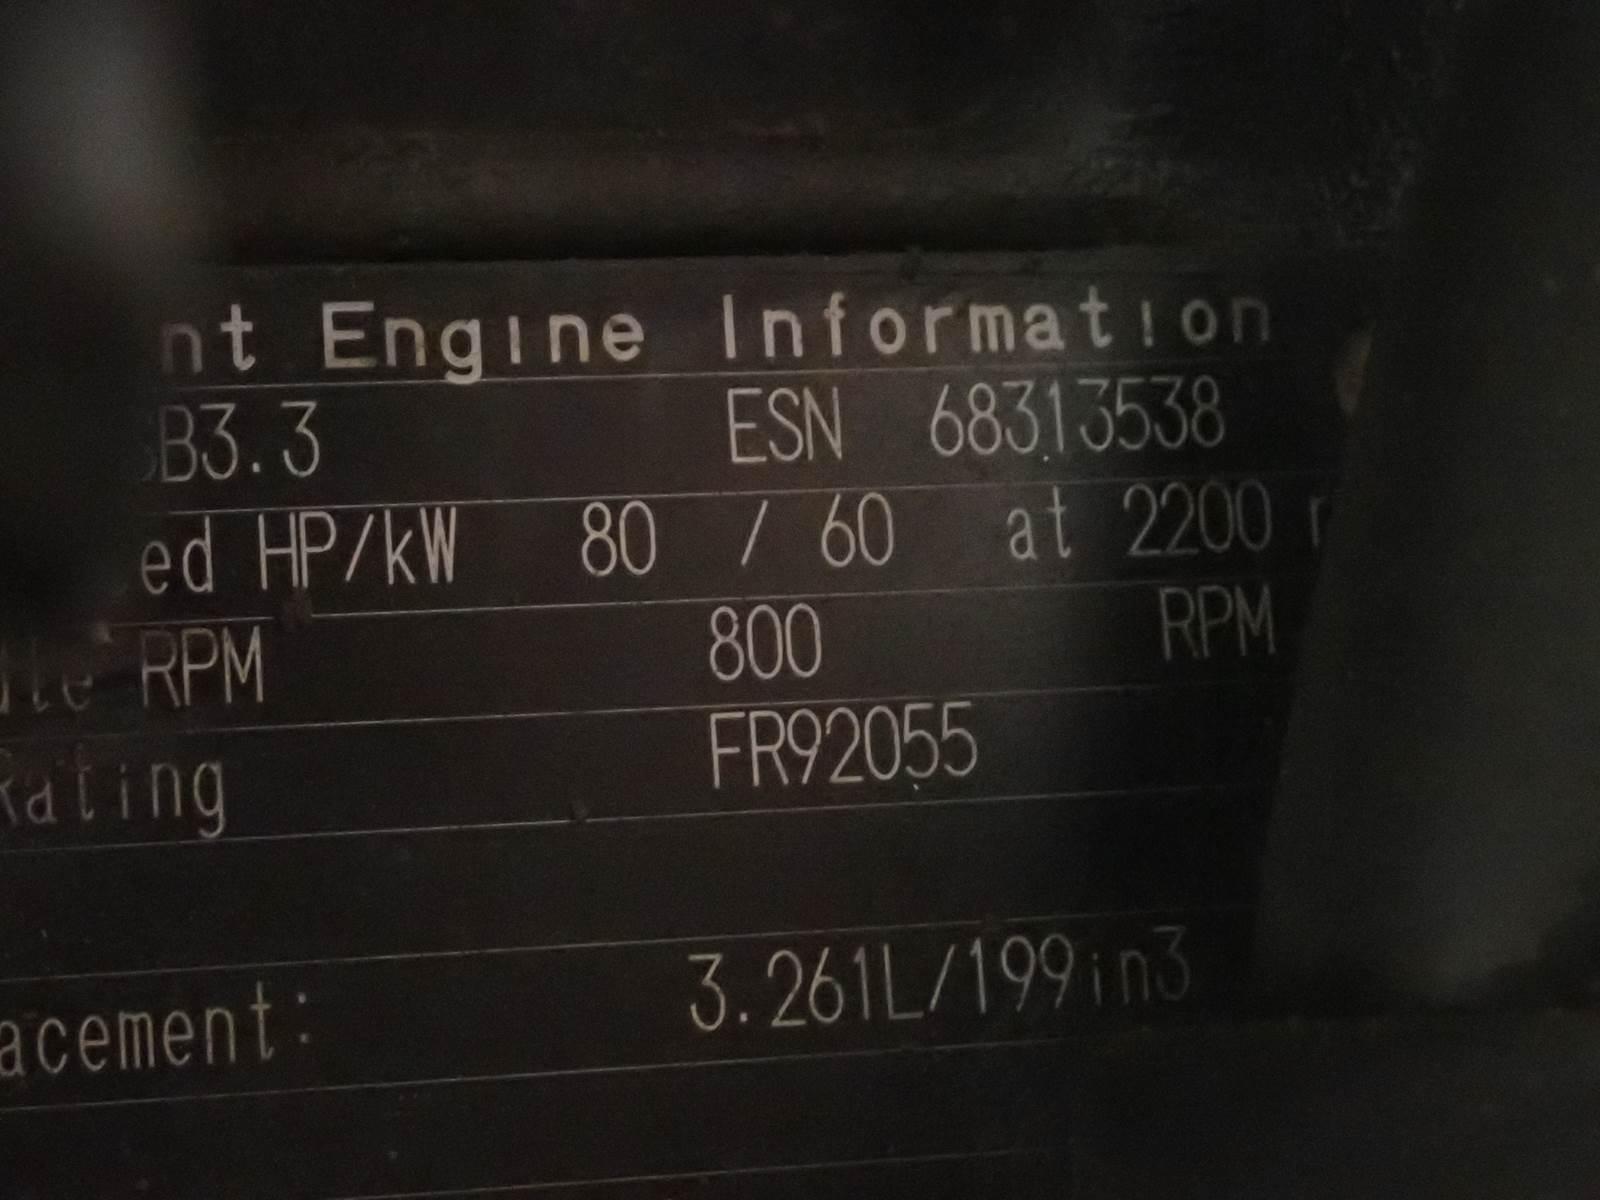 nt Engine Information
B3.3 ESN 68313538
ed HP/kW 80 / 60 at 2200 r
dle RPM 800 RPM
Rating FR92055
acement: 3.261L/199in3